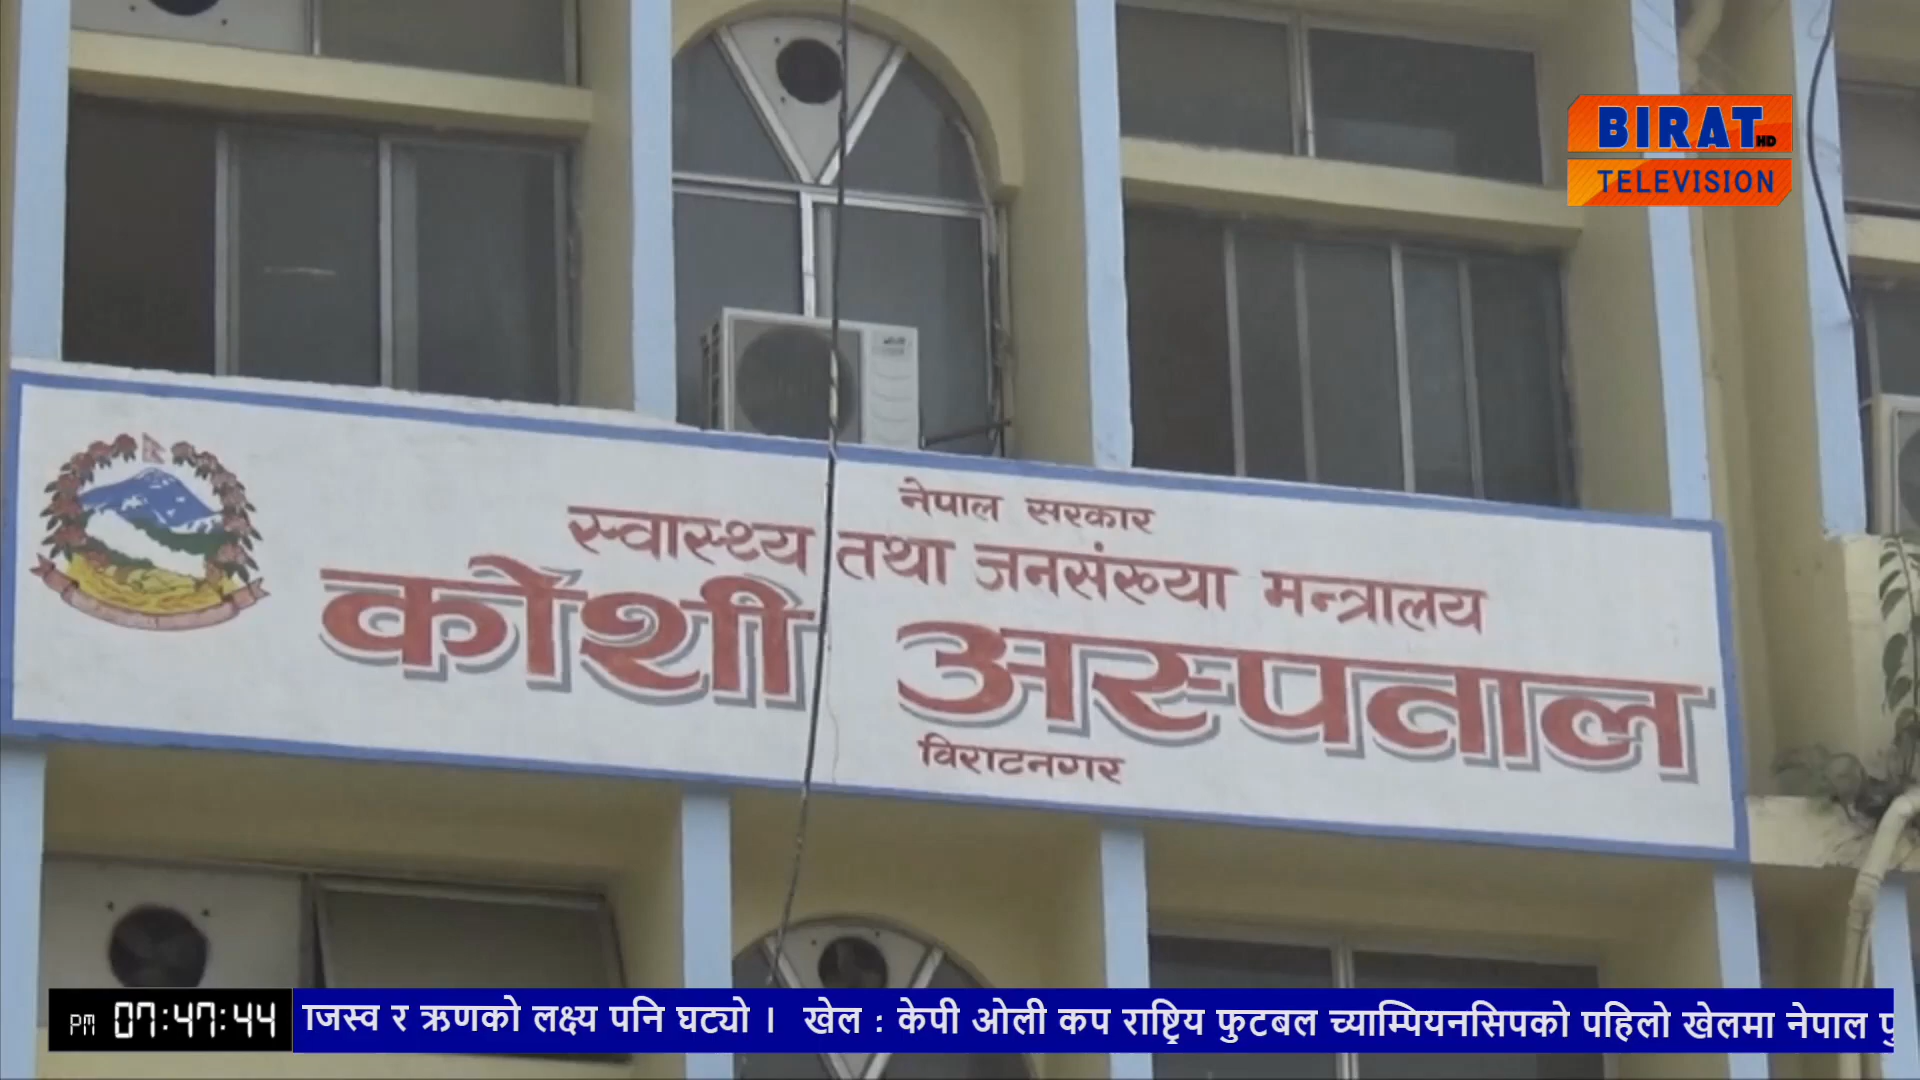 BIRAT HD
TELEVISION
नेपाल सरकार
स्वास्थ्य तथा जनसंख्या मन्त्रालय
कोशी अस्पताल
विराटनगर
PM 07:47:44
ाजस्व र ऋणको लक्ष्य पनि घट्यो । खेल : केपी ओली कप राष्ट्रिय फुटबल च्याम्पियनसिपको पहिलो खेलमा नेपाल